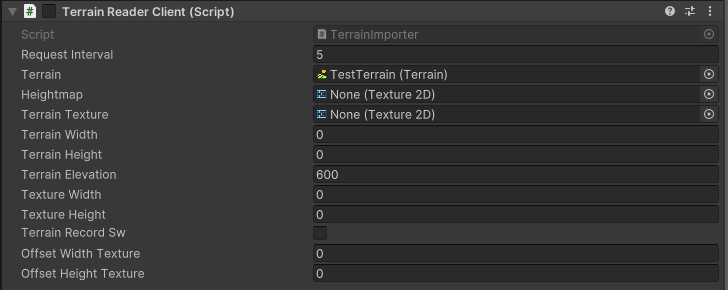 Terrain Reader Client (Script)
Script TerrainImporter
Request Interval 5
Terrain TestTerrain (Terrain)
Heightmap None (Texture 2D)
Terrain Texture None (Texture 2D)
Terrain Width 0
Terrain Height 0
Terrain Elevation 600
Texture Width 0
Texture Height 0
Terrain Record Sw
Offset Width Texture 0
Offset Height Texture 0